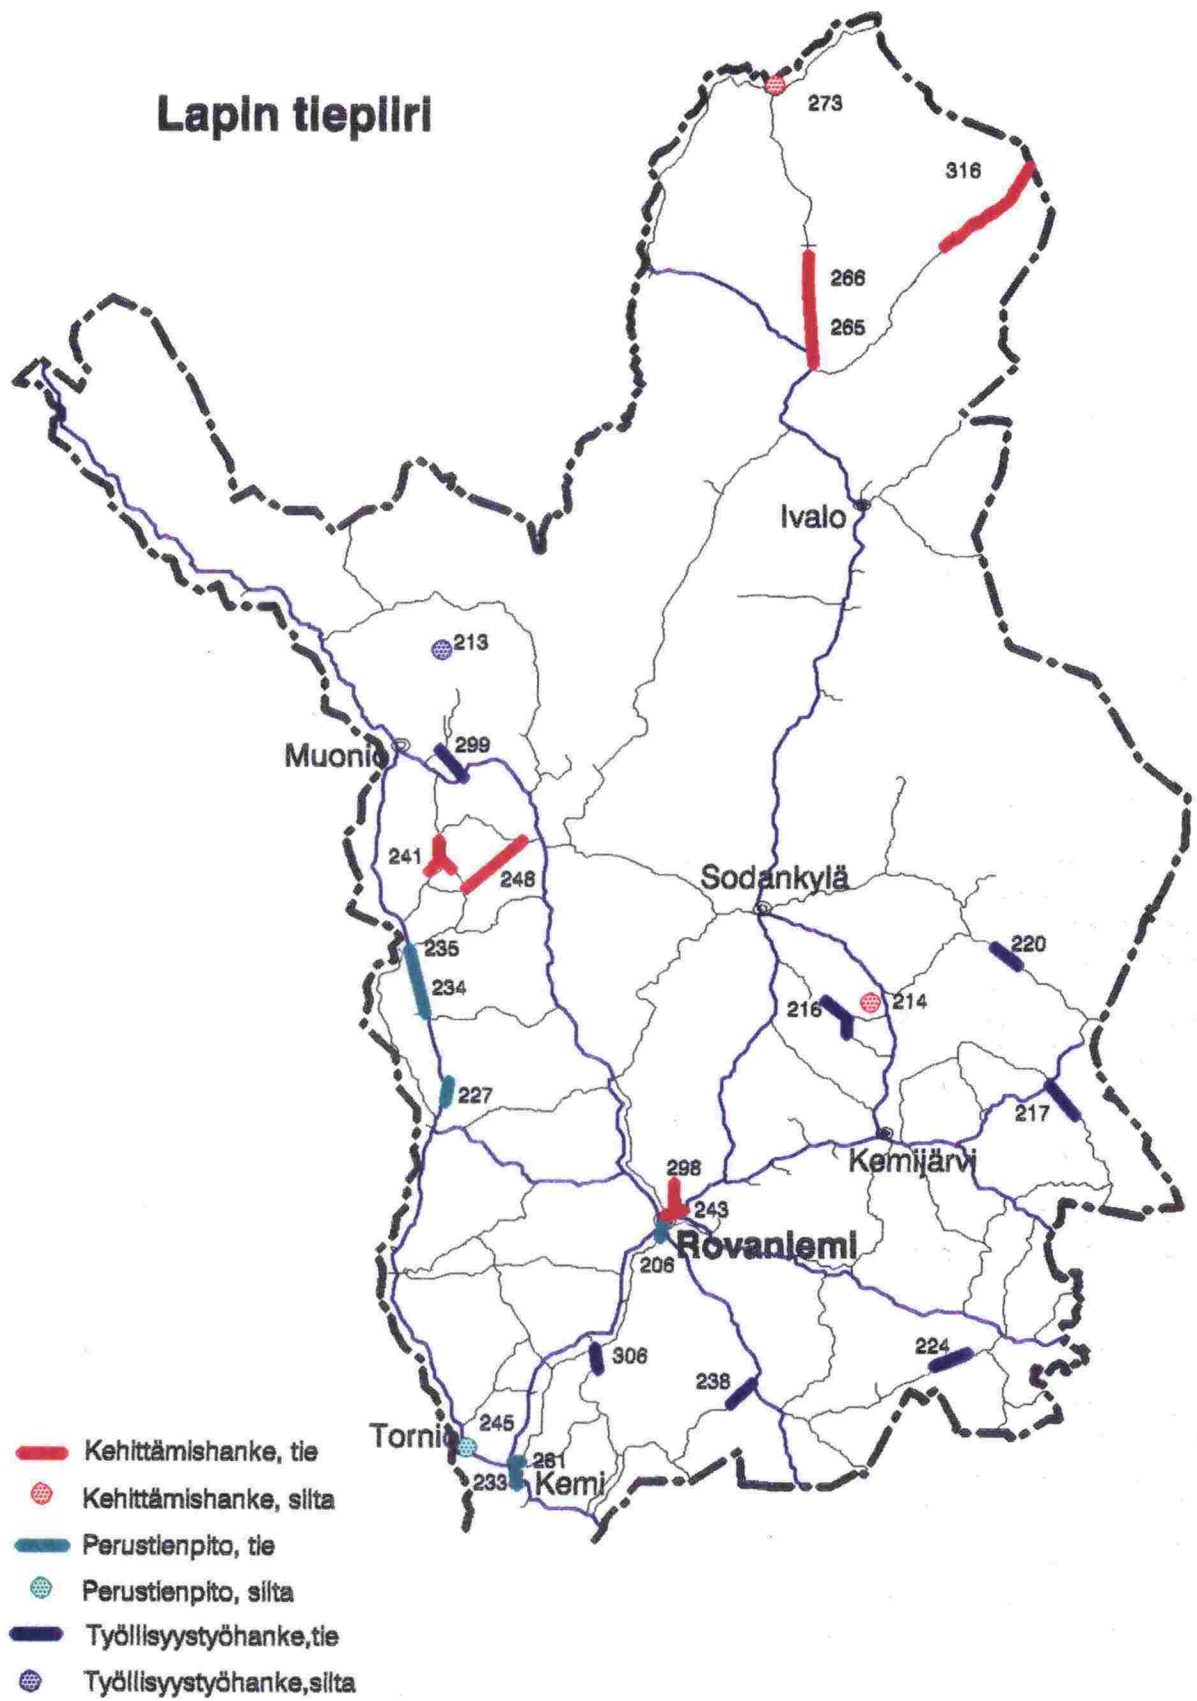 Lapin tiepiiri
273
316
266
265
Ivalo
213
Muonio
299
241
248
Sodankylä
235
220
234
216
214
227
217
Kemijärvi
298
243
Rovaniemi
206
306
224
238
245
Tornio
281
233
Kemi
Kehittämishanke, tie
Kehittämishanke, silta
Perustienpito, tie
Perustienpito, silta
Työllisyystyöhanke,tie
Työllisyystyöhanke,silta